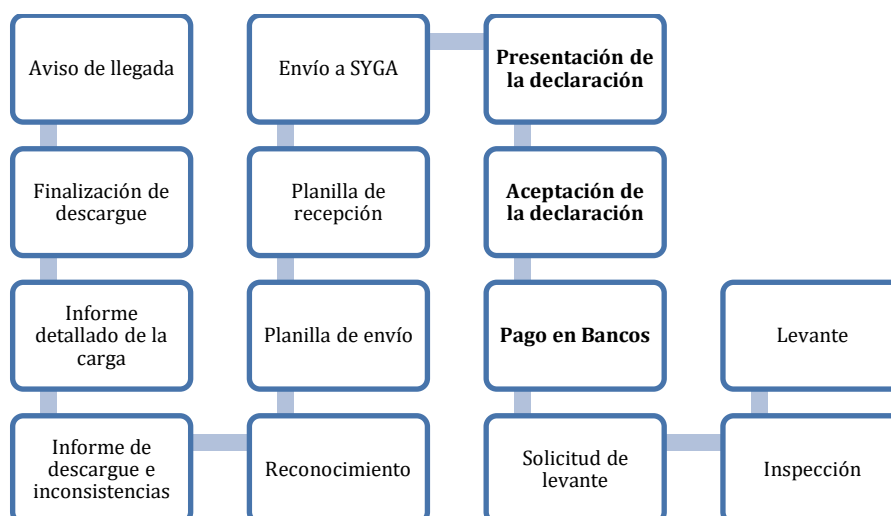 Aviso de llegada
Finalización de
descargue
Informe
detallado de la
carga
Informe de
descargue e
inconsistencias
Reconocimiento
Planilla de envío
Planilla de
recepción
Envío a SYGA
Presentación de
la declaración
Aceptación de
la declaración
Pago en Bancos
Solicitud de
levante
Inspección
Levante